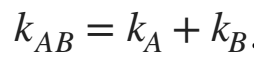 k_{AB} = k_A + k_B.